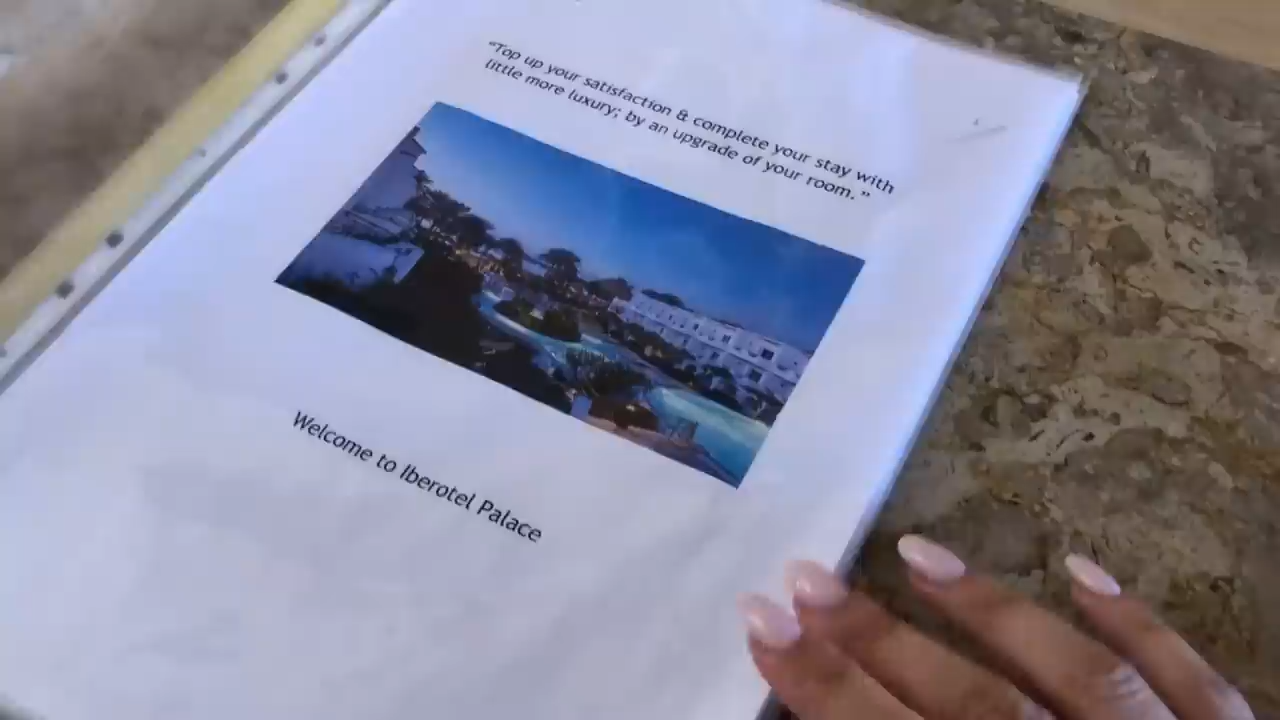 "Top up your satisfaction & complete your stay with
little more luxury; by an upgrade of your room."
Welcome to Iberotel Palace